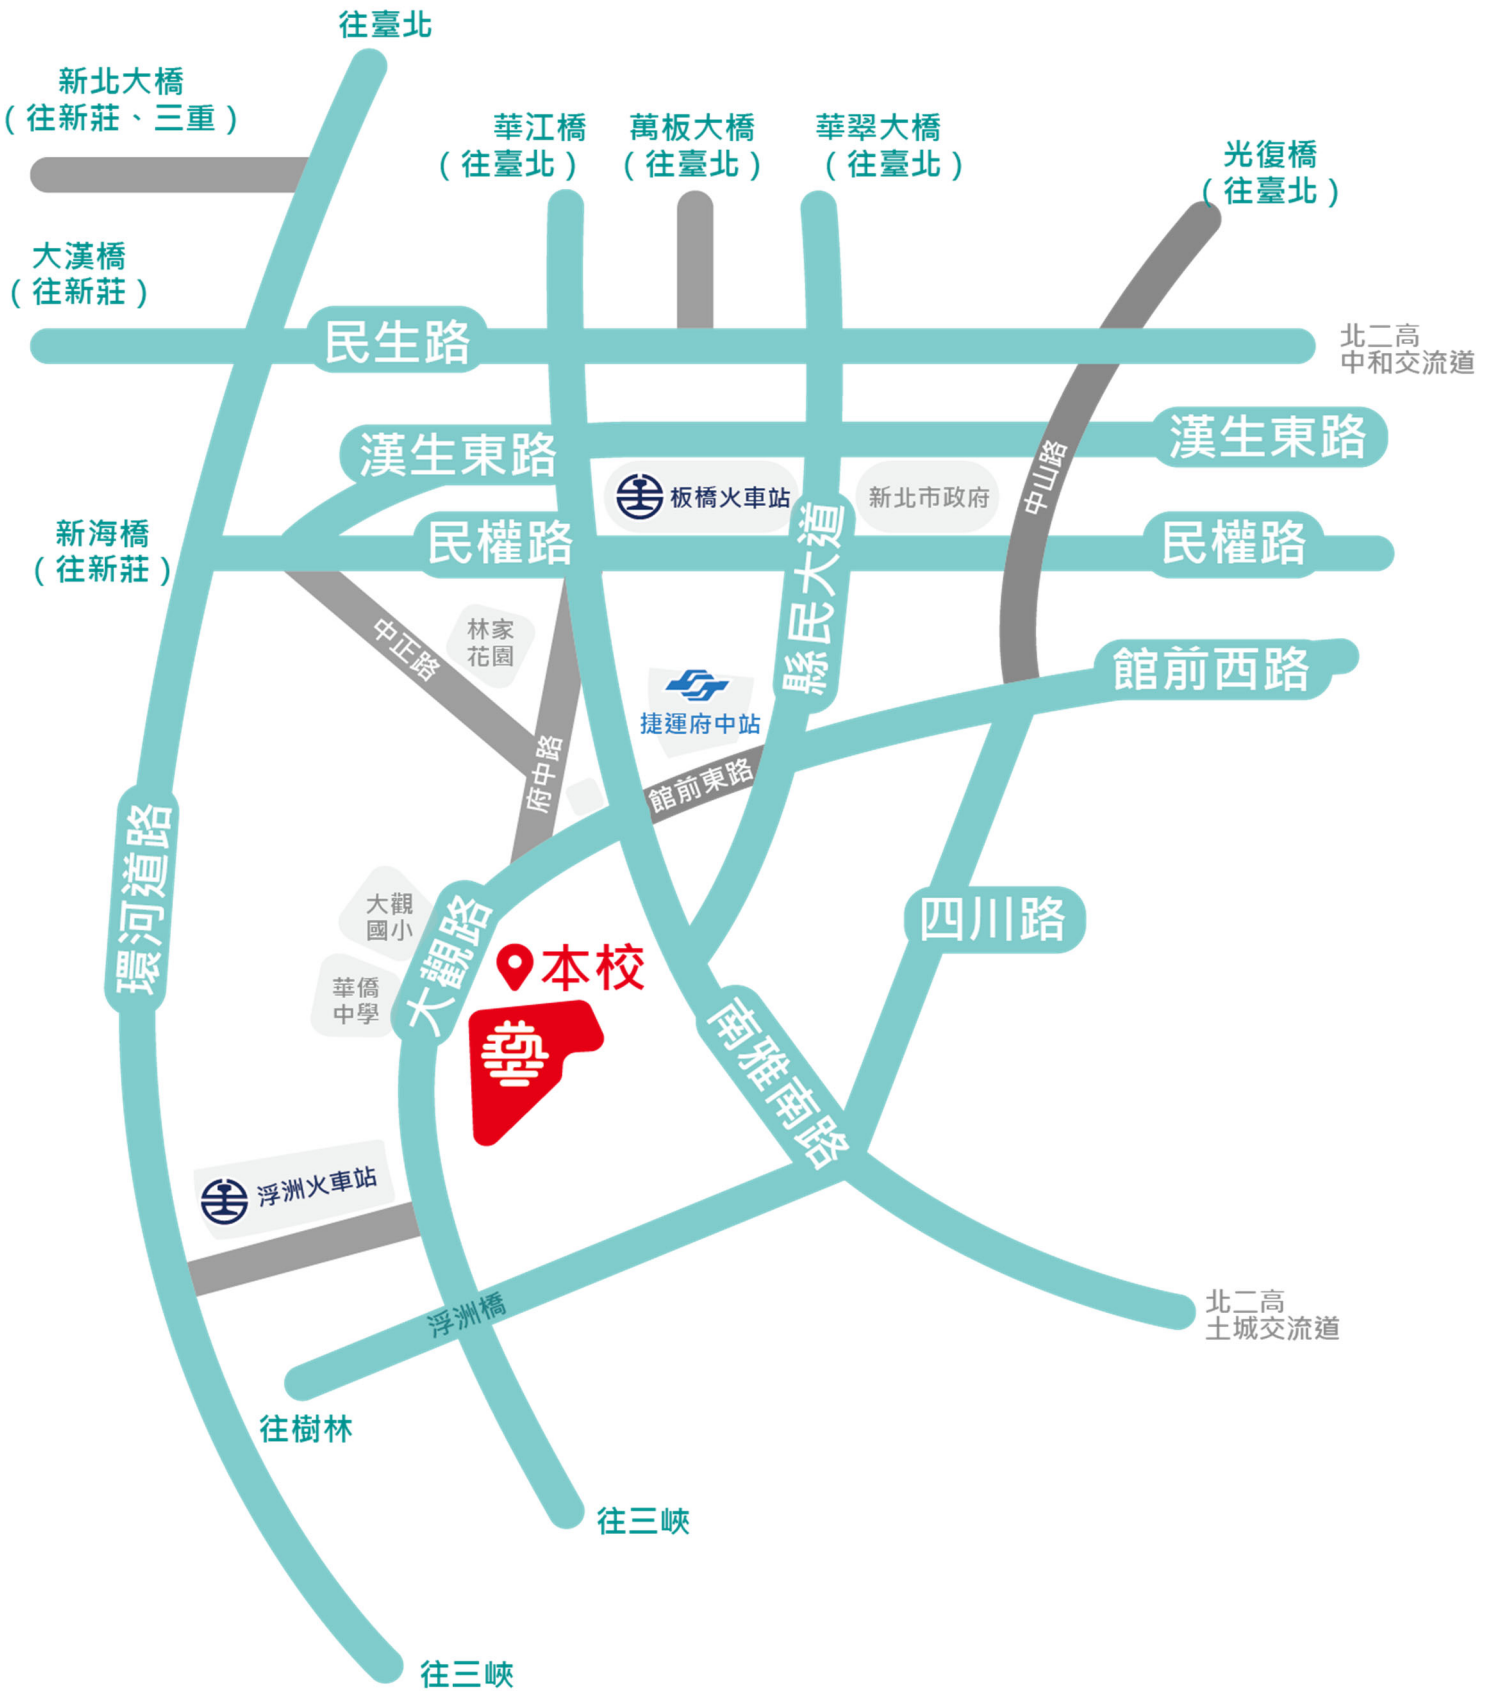 往臺北
新北大橋
（往新莊、三重）
華江橋
（往臺北）
萬板大橋
（往臺北）
華翠大橋
（往臺北）
光復橋
（往臺北）
大漢橋
（往新莊）
民生路
北二高
中和交流道
漢生東路
漢生東路
中山路
板橋火車站
新北市政府
新海橋
（往新莊）
民權路
縣民大道
民權路
中正路
林家
花園
捷運府中站
館前西路
府中路
館前東路
環河道路
大觀
國小
大觀路
四川路
本校
華僑
中學
藝
南雅南路
浮洲火車站
浮洲橋
北二高
土城交流道
往樹林
往三峽
往三峽